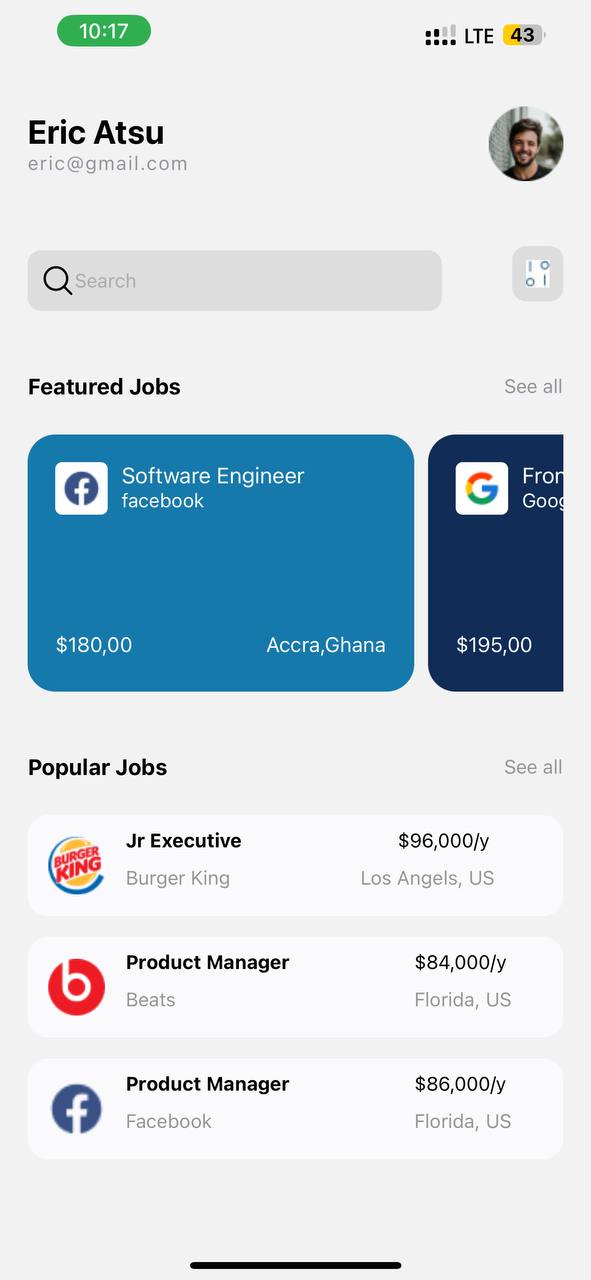 10:17 LTE 43
Eric Atsu
eric@gmail.com
Search
Featured Jobs See all
Software Engineer
facebook
$180,00 Accra,Ghana
Fron
Goog
$195,00
Popular Jobs See all
BURGER KING
Jr Executive $96,000/y
Burger King Los Angels, US
Product Manager $84,000/y
Beats Florida, US
Product Manager $86,000/y
Facebook Florida, US